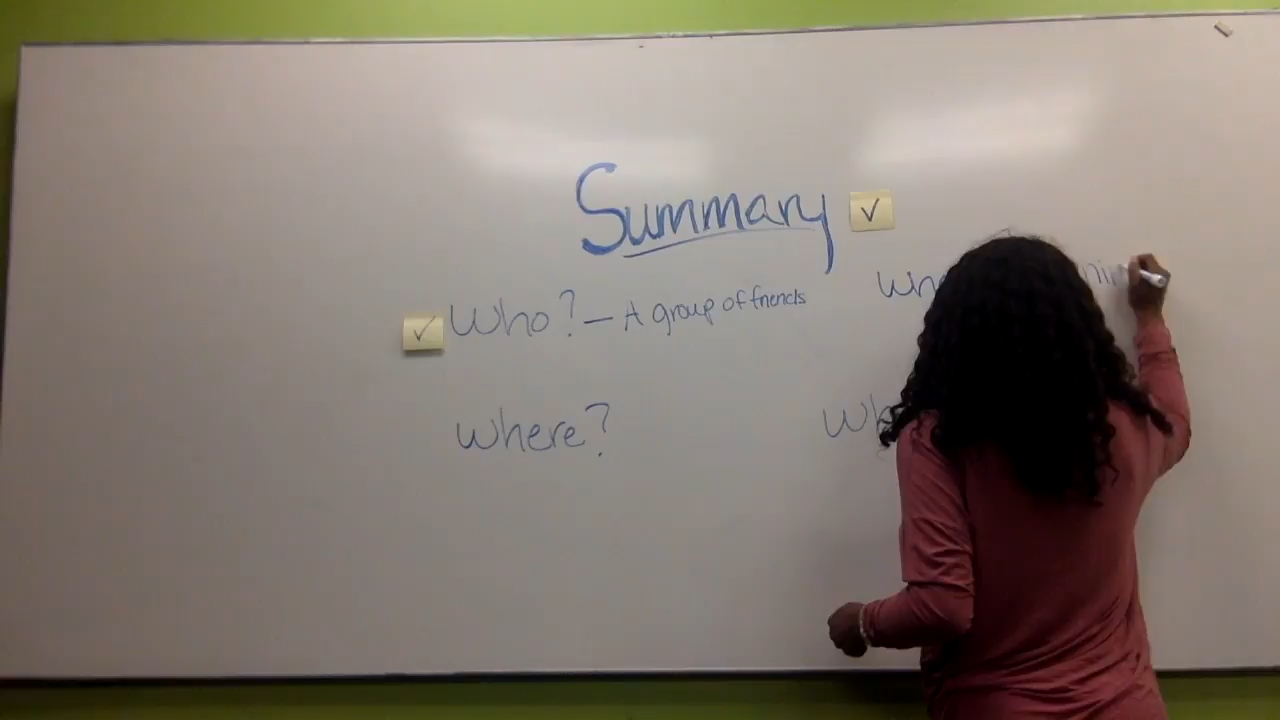 Summary ✓
✓ Who? – A group of friends
Where?